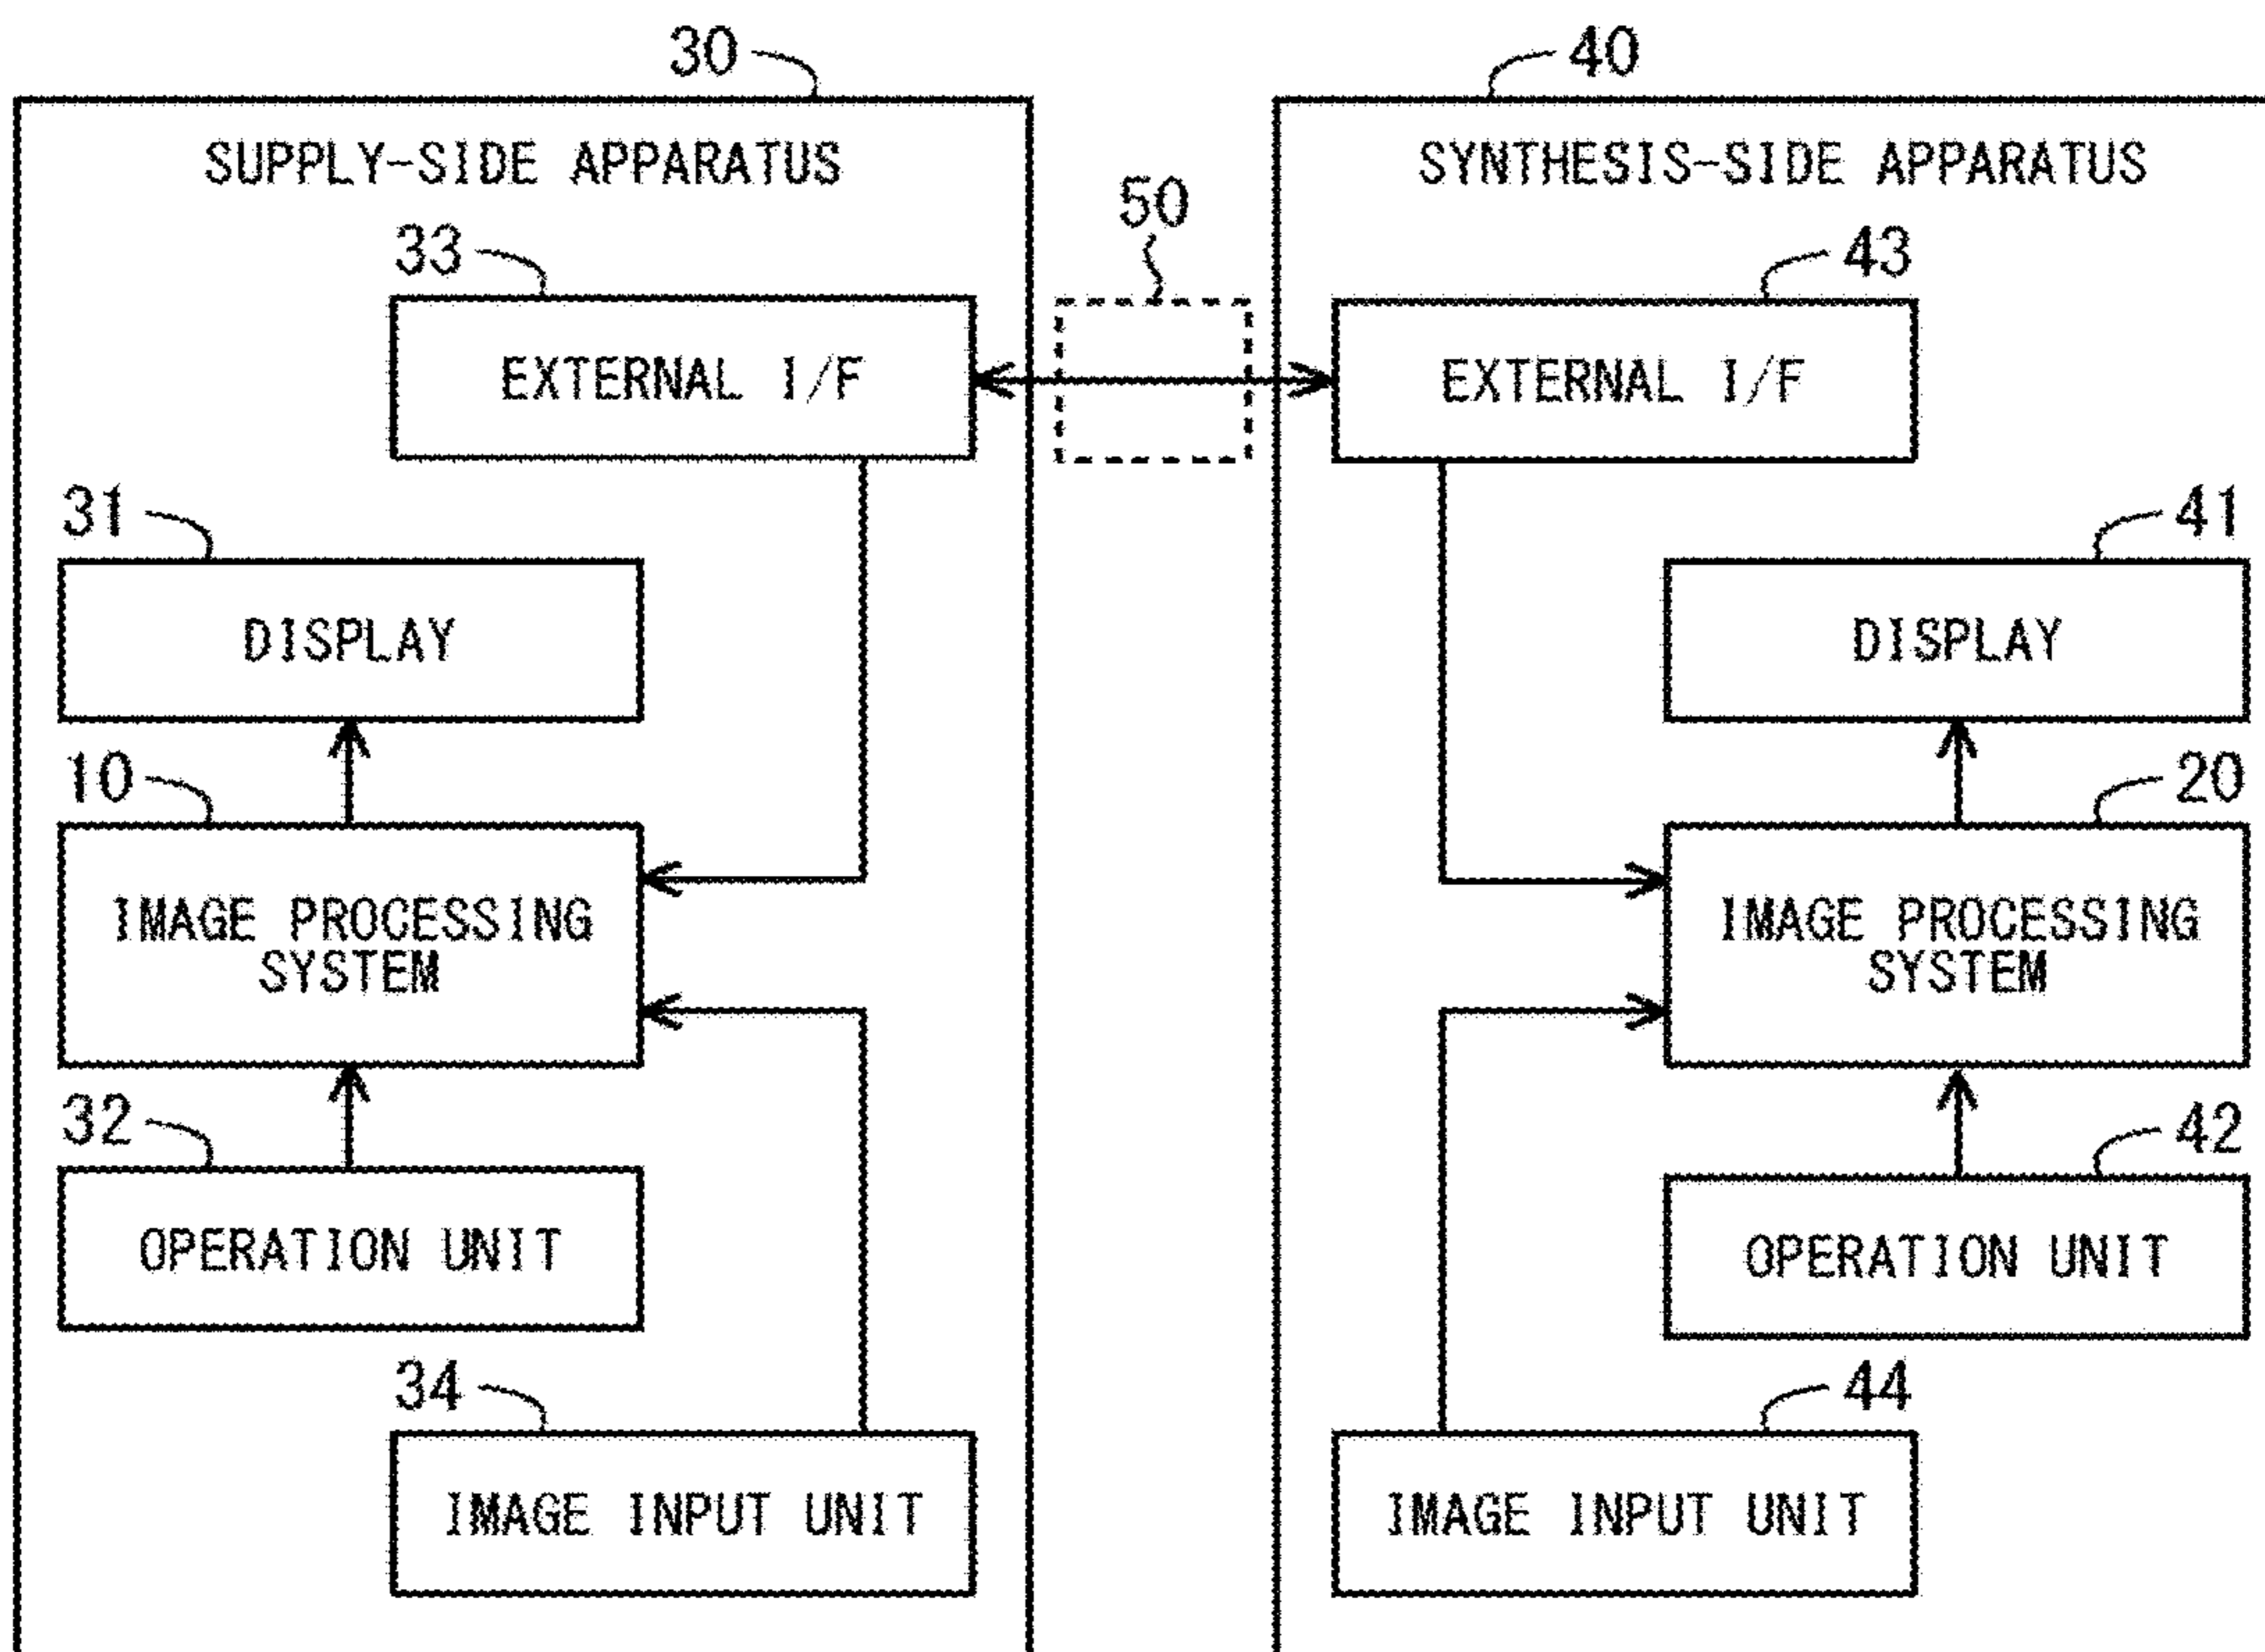 30
SUPPLY-SIDE APPARATUS
33
EXTERNAL I/F
31
DISPLAY
10
IMAGE PROCESSING
SYSTEM
32
OPERATION UNIT
34
IMAGE INPUT UNIT
50
40
SYNTHESIS-SIDE APPARATUS
43
EXTERNAL I/F
41
DISPLAY
20
IMAGE PROCESSING
SYSTEM
42
OPERATION UNIT
44
IMAGE INPUT UNIT